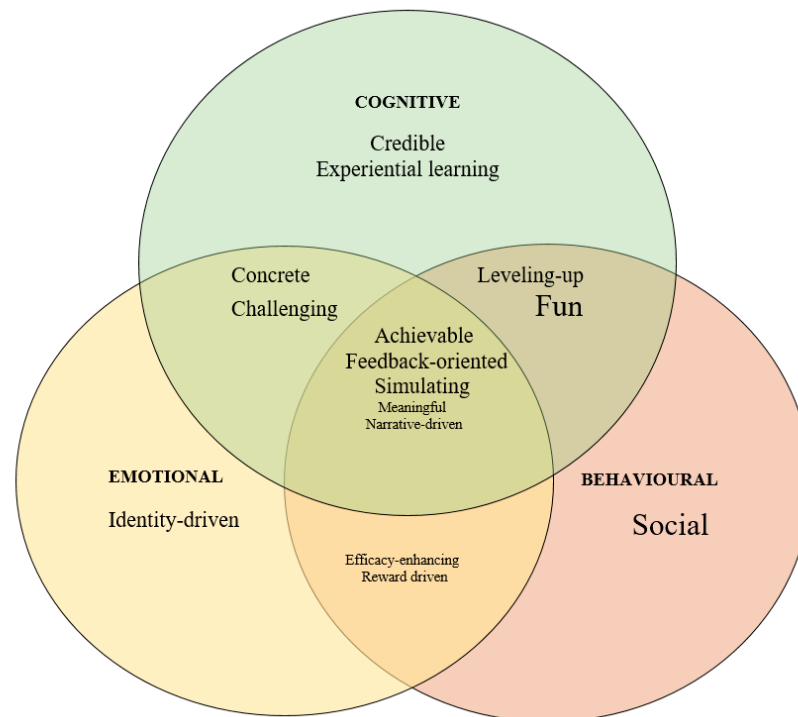 COGNITIVE
Credible
Experiential learning
Concrete
Challenging
Leveling-up
Fun
Achievable
Feedback-oriented
Simulating
Meaningful
Narrative-driven
EMOTIONAL
Identity-driven
BEHAVIOURAL
Social
Efficacy-enhancing
Reward driven